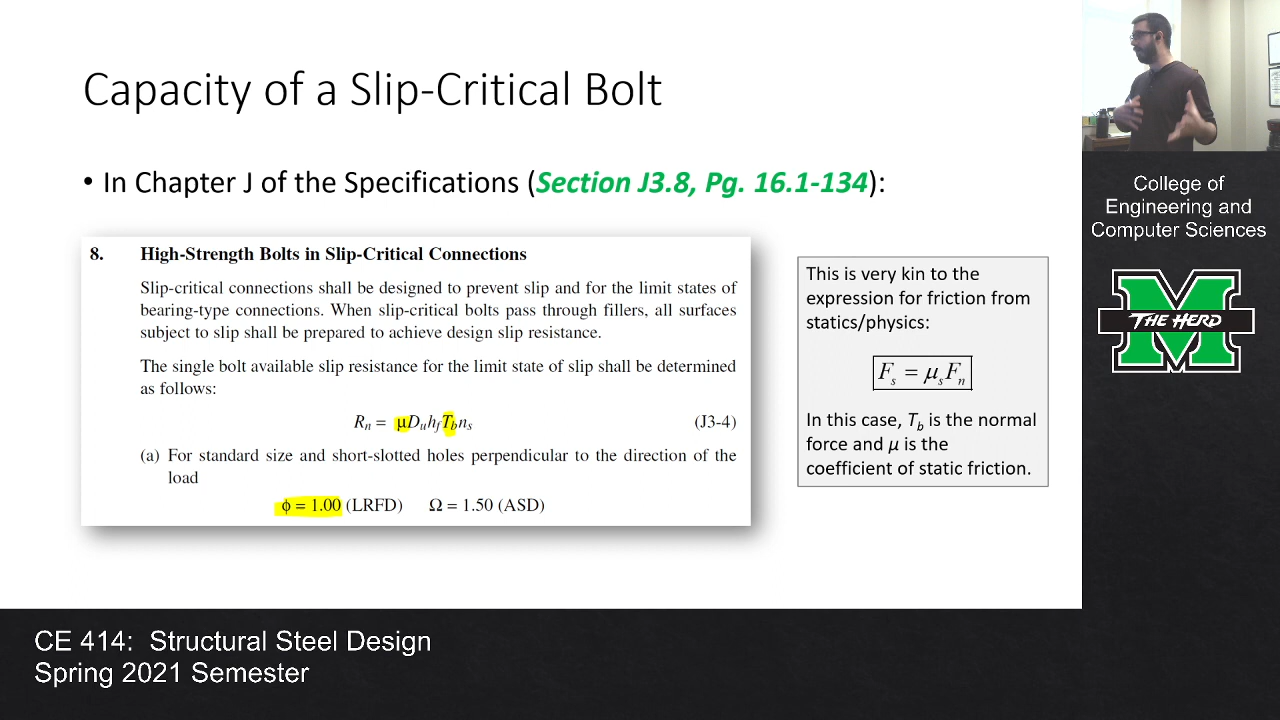 Capacity of a Slip-Critical Bolt
• In Chapter J of the Specifications (Section J3.8, Pg. 16.1-134):
8. High-Strength Bolts in Slip-Critical Connections
Slip-critical connections shall be designed to prevent slip and for the limit states of
bearing-type connections. When slip-critical bolts pass through fillers, all surfaces
subject to slip shall be prepared to achieve design slip resistance.
The single bolt available slip resistance for the limit state of slip shall be determined
as follows:
Rn = μDuhfTbns (J3-4)
(a) For standard size and short-slotted holes perpendicular to the direction of the
load
ϕ = 1.00 (LRFD) Ω = 1.50 (ASD)
This is very kin to the
expression for friction from
statics/physics:
Fs = μsFn
In this case, Tb is the normal
force and μ is the
coefficient of static friction.
College of
Engineering and
Computer Sciences
THE HERD
CE 414: Structural Steel Design
Spring 2021 Semester